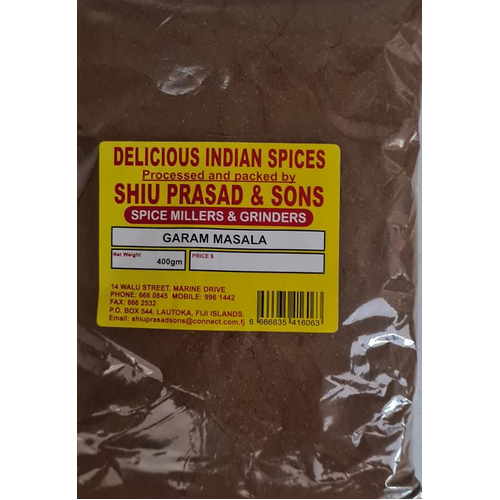 DELICIOUS INDIAN SPICES
Processed and packed by
SHIU PRASAD & SONS
SPICE MILLERS & GRINDERS
GARAM MASALA
Net Weight
400gm
PRICE $
14 WALU STREET, MARINE DRIVE
PHONE: 666 0845 MOBILE: 996 1442
FAX: 666 2532
P.O. BOX 544, LAUTOKA, FIJI ISLANDS.
Email: shiuprasadsons@connect.com.fj
6 666635 416063